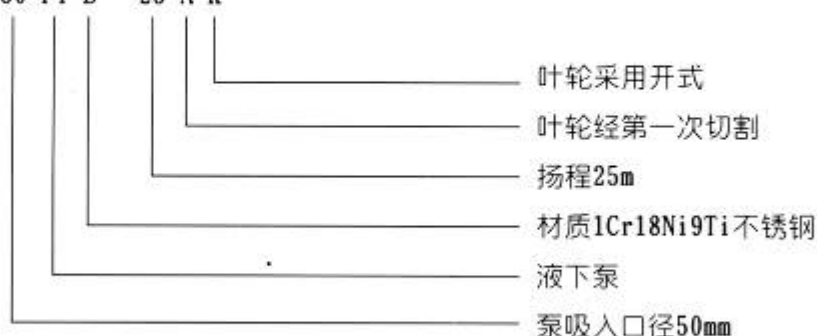 叶轮采用开式
叶轮经第一次切割
扬程25m
材质1Cr18Ni9Ti不锈钢
液下泵
泵吸入口径50mm